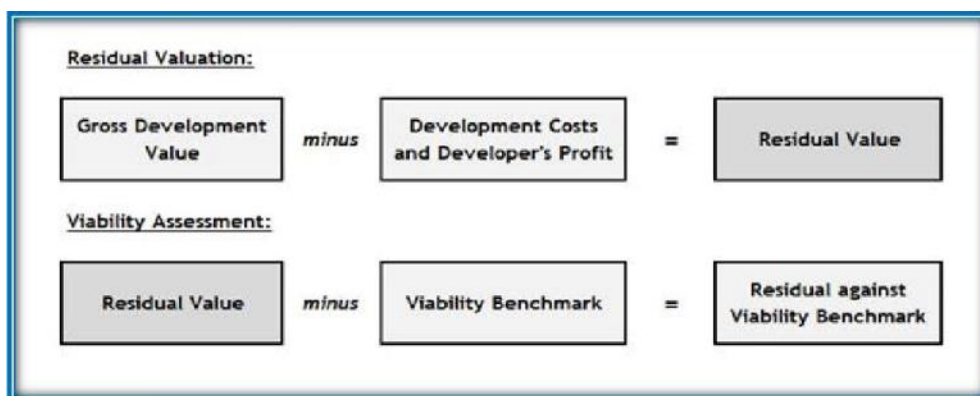 Residual Valuation:
Gross Development
Value
minus
Development Costs
and Developer's Profit
=
Residual Value
Viability Assessment:
Residual Value
minus
Viability Benchmark
=
Residual against
Viability Benchmark